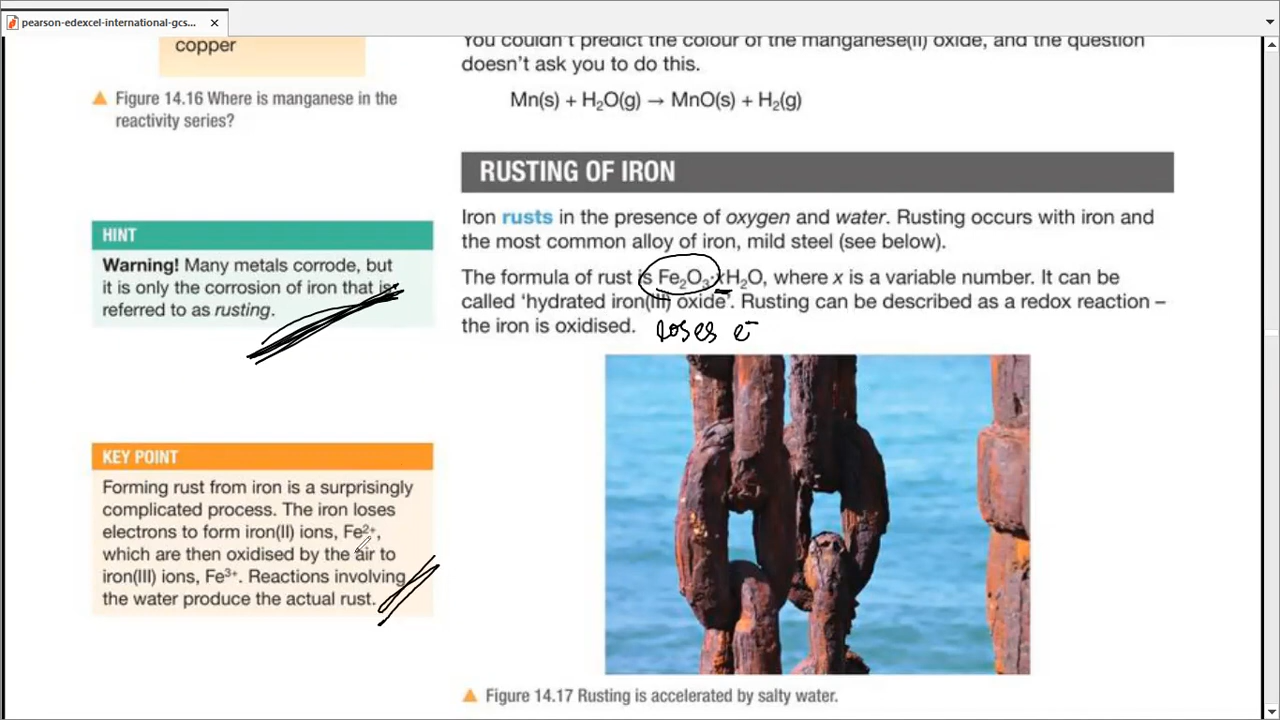 pearson-edexcel-international-gcs...
copper
Figure 14.16 Where is manganese in the
reactivity series?
You couldn't predict the colour of the manganese(II) oxide, and the question
doesn't ask you to do this.
Mn(s) + H₂O(g) → MnO(s) + H₂(g)
RUSTING OF IRON
Iron rusts in the presence of oxygen and water. Rusting occurs with iron and
the most common alloy of iron, mild steel (see below).
The formula of rust is Fe₂O₃·xH₂O, where x is a variable number. It can be
called 'hydrated iron(III) oxide'. Rusting can be described as a redox reaction –
the iron is oxidised.
loses e⁻
HINT
Warning! Many metals corrode, but
it is only the corrosion of iron that is
referred to as rusting.
KEY POINT
Forming rust from iron is a surprisingly
complicated process. The iron loses
electrons to form iron(II) ions, Fe²⁺,
which are then oxidised by the air to
iron(III) ions, Fe³⁺. Reactions involving
the water produce the actual rust.
Figure 14.17 Rusting is accelerated by salty water.